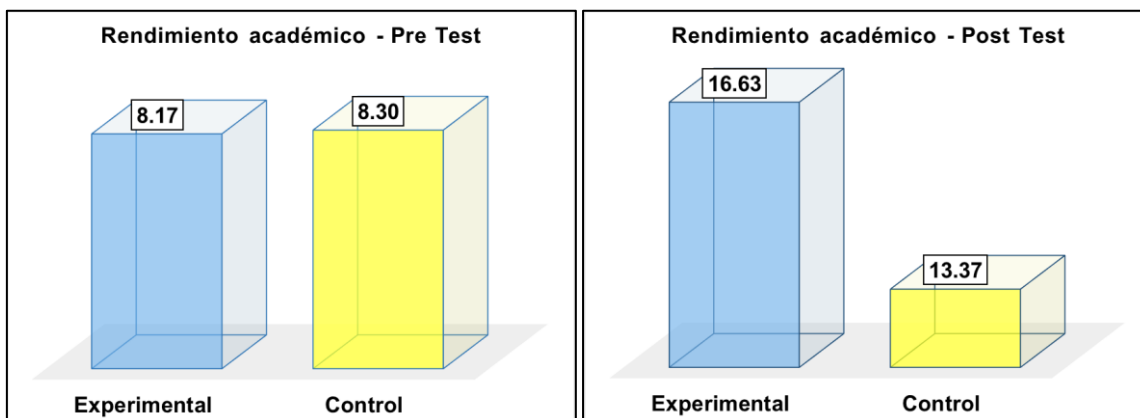 Rendimiento académico - Pre Test
8.17
8.30
Experimental
Control
Rendimiento académico - Post Test
16.63
13.37
Experimental
Control